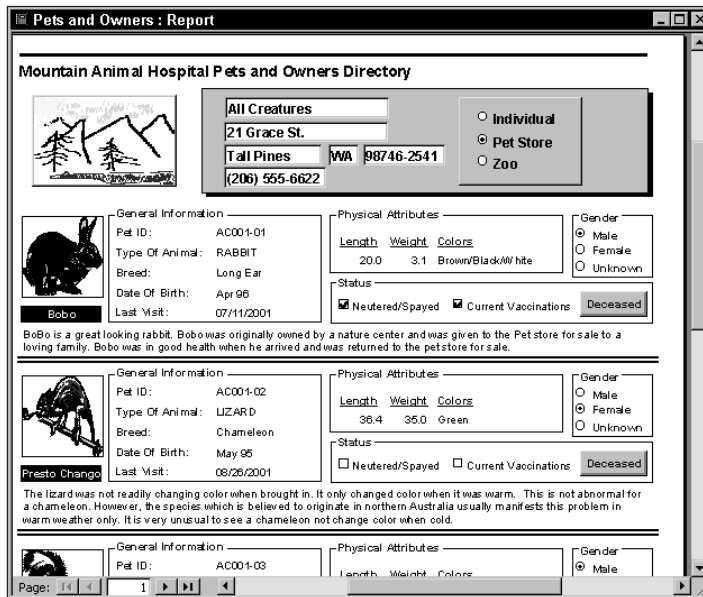 Pets and Owners : Report
Mountain Animal Hospital Pets and Owners Directory
All Creatures
21 Grace St.
Tall Pines WA 98746-2541
(206) 555-6622
Individual
Pet Store
Zoo
General Information
Pet ID: AC001-01
Type Of Animal: RABBIT
Breed: Long Ear
Date Of Birth: Apr 96
Last Visit: 07/11/2001
Bobo
Physical Attributes
Length Weight Colors
20.0 3.1 Brown/Black/White
Status
Neutered/Spayed Current Vaccinations Deceased
Gender
Male
Female
Unknown
BoBo is a great looking rabbit. Bobo was originally owned by a nature center and was given to the Pet store for sale to a
loving family. Bobo was in good health when he arrived and was returned to the pet store for sale.
General Information
Pet ID: AC001-02
Type Of Animal: LIZARD
Breed: Chameleon
Date Of Birth: May 95
Last Visit: 08/26/2001
Presto Chango
Physical Attributes
Length Weight Colors
36.4 35.0 Green
Status
Neutered/Spayed Current Vaccinations Deceased
Gender
Male
Female
Unknown
The lizard was not readily changing color when brought in. It only changed color when it was warm. This is not abnormal for
a chameleon. However, the species which is believed to originate in northern Australia usually manifests this problem in
warm weather only. It is very unusual to see a chameleon not change color when cold.
General Information
Pet ID: AC001-03
Physical Attributes
Length Weight Colors
Gender
Male
Page: 1